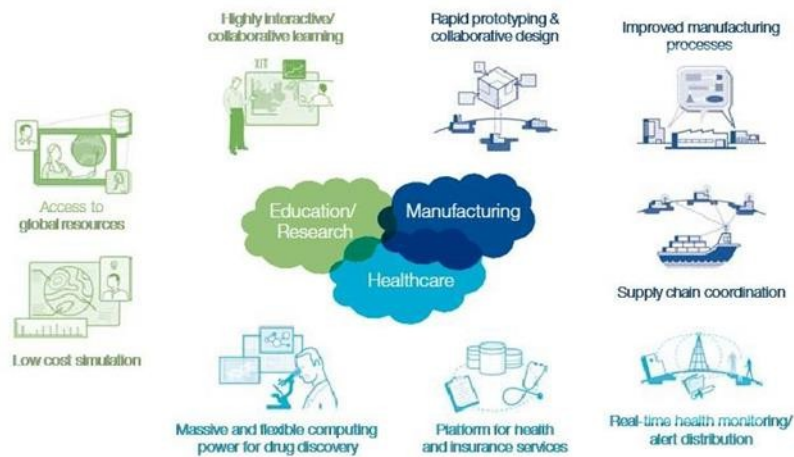 Highly interactive/
collaborative learning
Rapid prototyping &
collaborative design
Improved manufacturing
processes
Access to
global resources
Education/
Research
Manufacturing
Healthcare
Supply chain coordination
Low cost simulation
Massive and flexible computing
power for drug discovery
Platform for health
and insurance services
Real-time health monitoring/
alert distribution